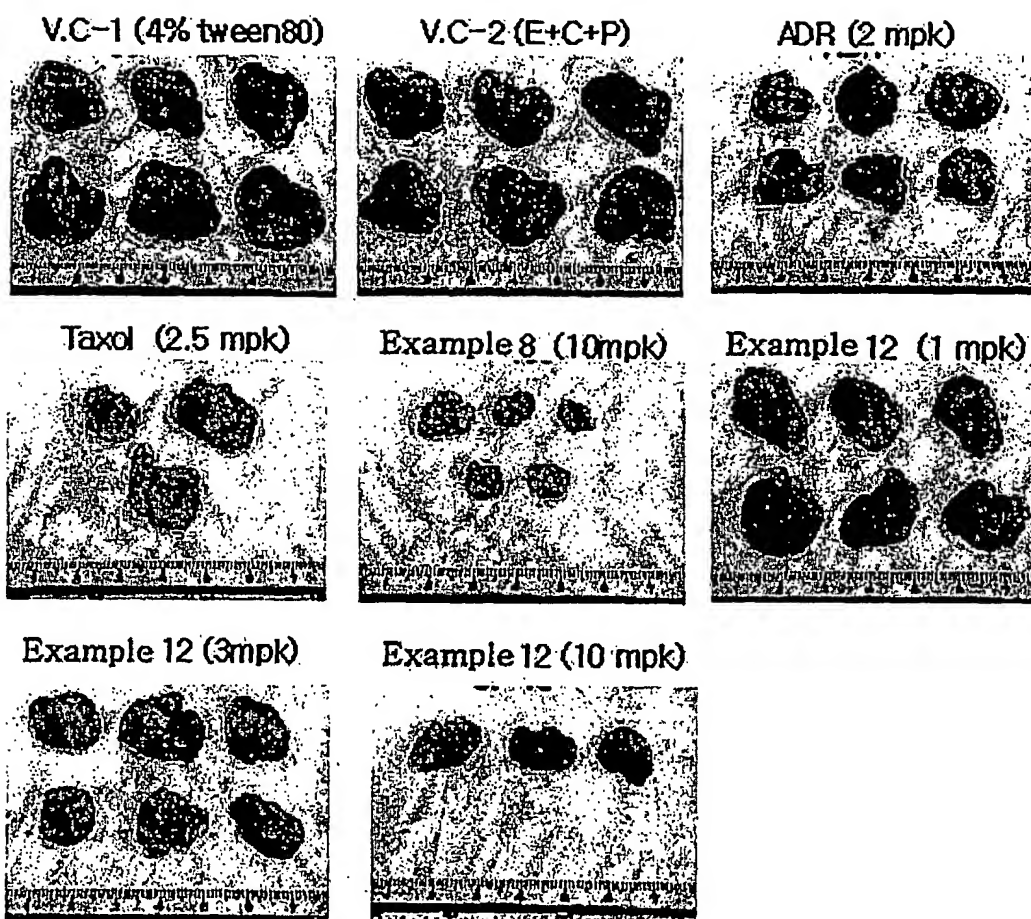 V.C-1 (4% tween80)
V.C-2 (E+C+P)
ADR (2 mpk)
Taxol (2.5 mpk)
Example 8 (10mpk)
Example 12 (1 mpk)
Example 12 (3mpk)
Example 12 (10 mpk)